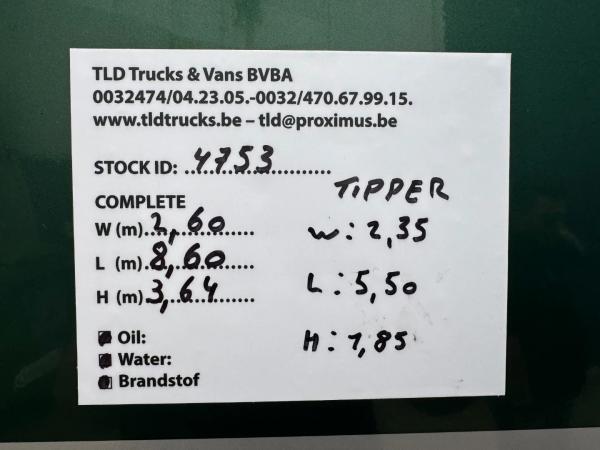 TLD Trucks & Vans BVBA
0032474/04.23.05.-0032/470.67.99.15.
www.tldtrucks.be – tld@proximus.be
STOCK ID: 4753
COMPLETE
W (m) 2,60
L (m) 8,60
H (m) 3,64
Oil:
Water:
Brandstof
TIPPER
W: 2,35
L: 5,50
H: 1,85